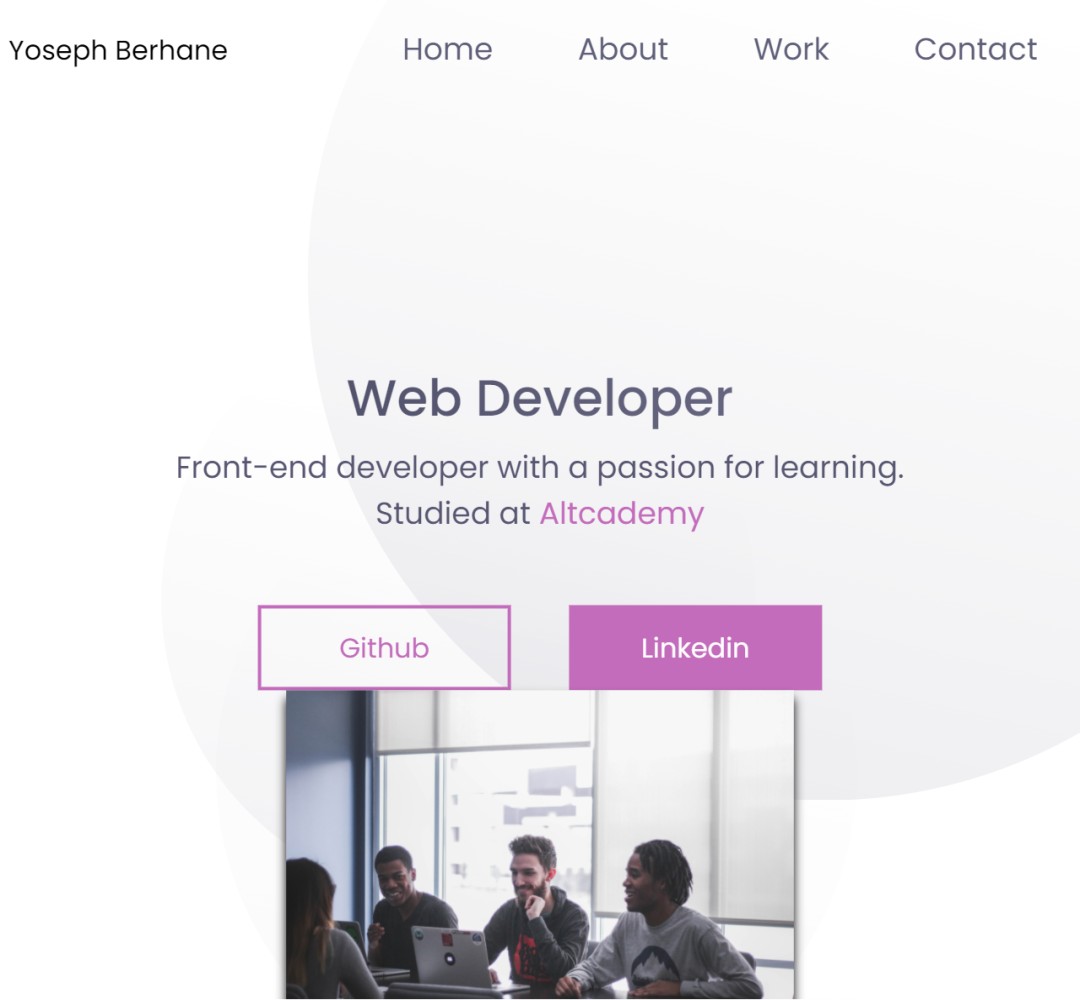 Yoseph Berhane Home About Work Contact
Web Developer
Front-end developer with a passion for learning.
Studied at Altcademy
Github Linkedin